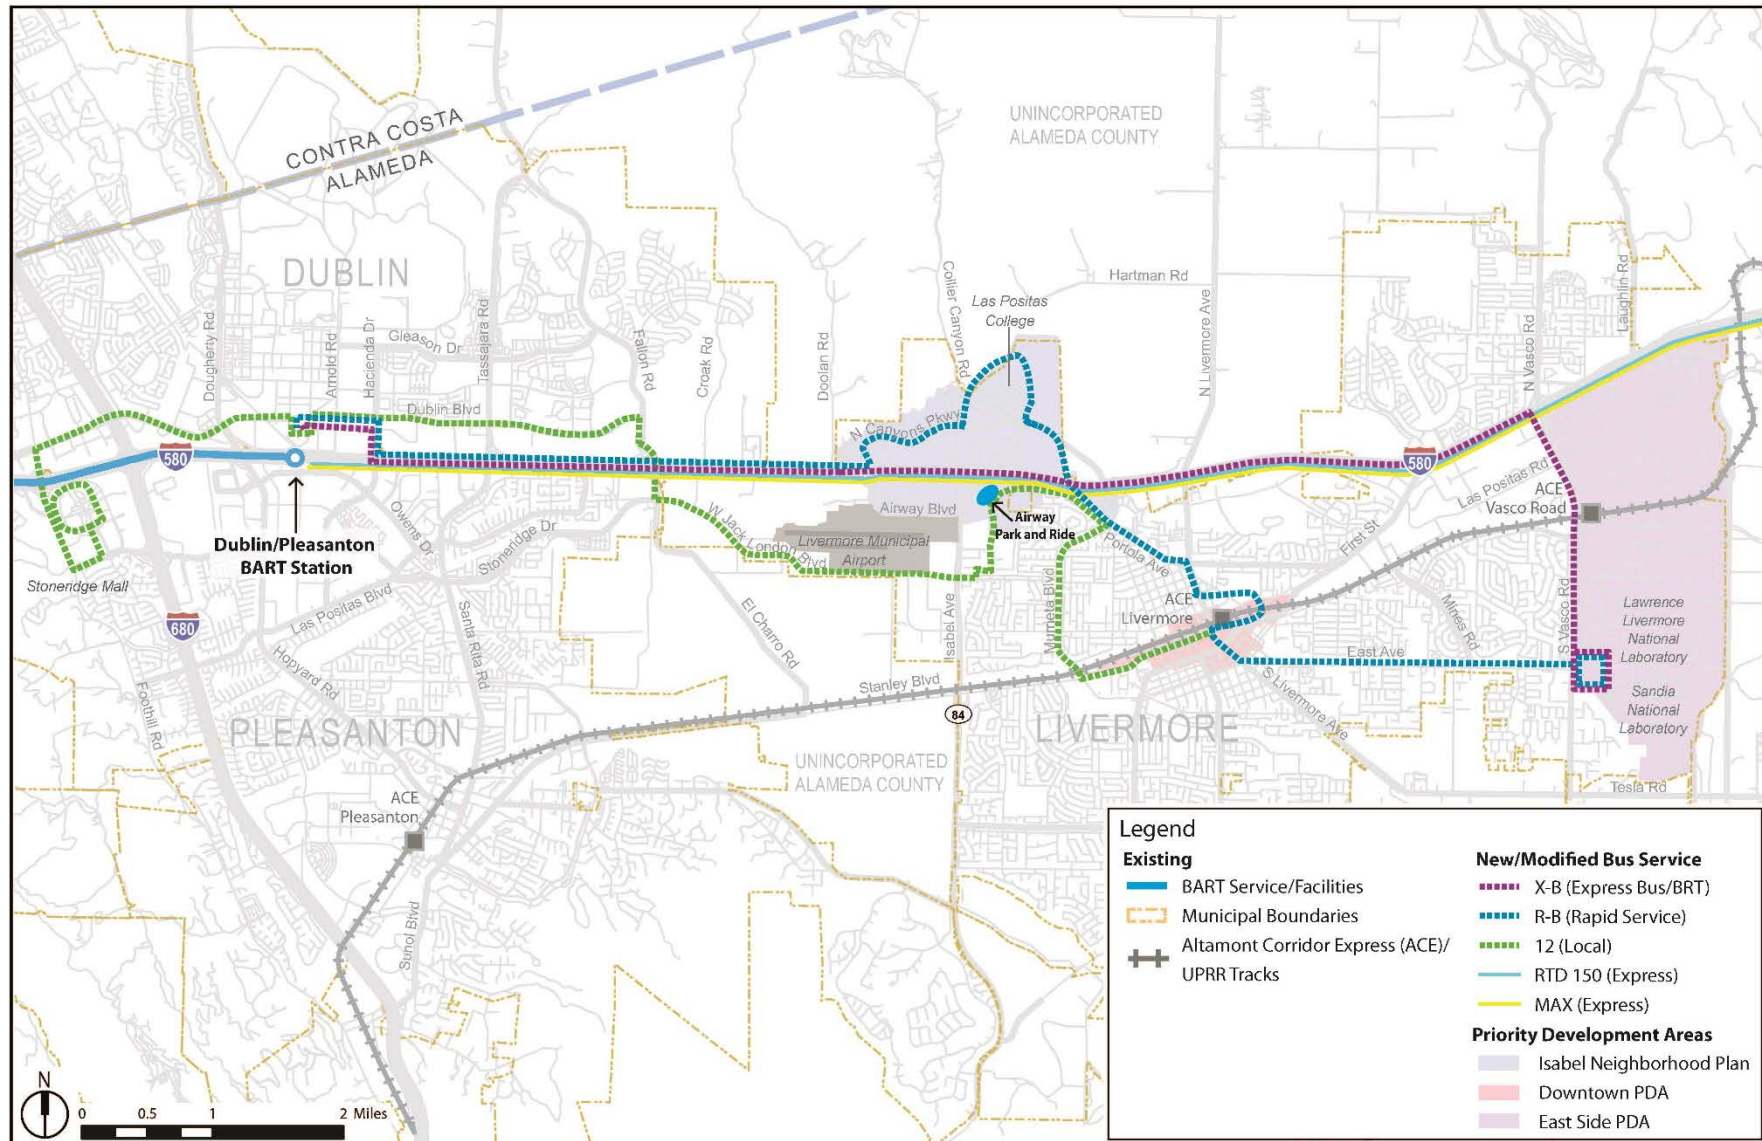 CONTRA COSTA
ALAMEDA
UNINCORPORATED
ALAMEDA COUNTY
DUBLIN
Dougherty Rd
Arnold Rd
Hacienda Dr
Gleason Dr
Tassajara Rd
Fallon Rd
Croak Rd
Doolan Rd
Collier Canyon Rd
Las Positas
College
Hartman Rd
N Livermore Ave
N Vasco Rd
Laughlin Rd
Dublin Blvd
N Canyons Pkwy
580
580
Las Positas Rd
ACE
Vasco Road
Dublin/Pleasanton
BART Station
Owens Dr
Stoneridge Dr
W Jack London Blvd
Airway Blvd
Livermore Municipal
Airport
Airway
Park and Ride
Portola Ave
First St
Stoneridge Mall
680
Las Positas Blvd
Santa Rita Rd
El Charro Rd
Isabel Ave
Murrieta Blvd
ACE
Livermore
Mines Rd
S Vasco Rd
Lawrence
Livermore
National
Laboratory
East Ave
Hopyard Rd
Foothill Rd
Stanley Blvd
S Livermore Ave
Sandia
National
Laboratory
84
PLEASANTON
LIVERMORE
UNINCORPORATED
ALAMEDA COUNTY
Tesla Rd
ACE
Pleasanton
Sunol Blvd
Legend
Existing
BART Service/Facilities
Municipal Boundaries
Altamont Corridor Express (ACE)/
UPRR Tracks
New/Modified Bus Service
X-B (Express Bus/BRT)
R-B (Rapid Service)
12 (Local)
RTD 150 (Express)
MAX (Express)
Priority Development Areas
Isabel Neighborhood Plan
Downtown PDA
East Side PDA
N
0 0.5 1 2 Miles